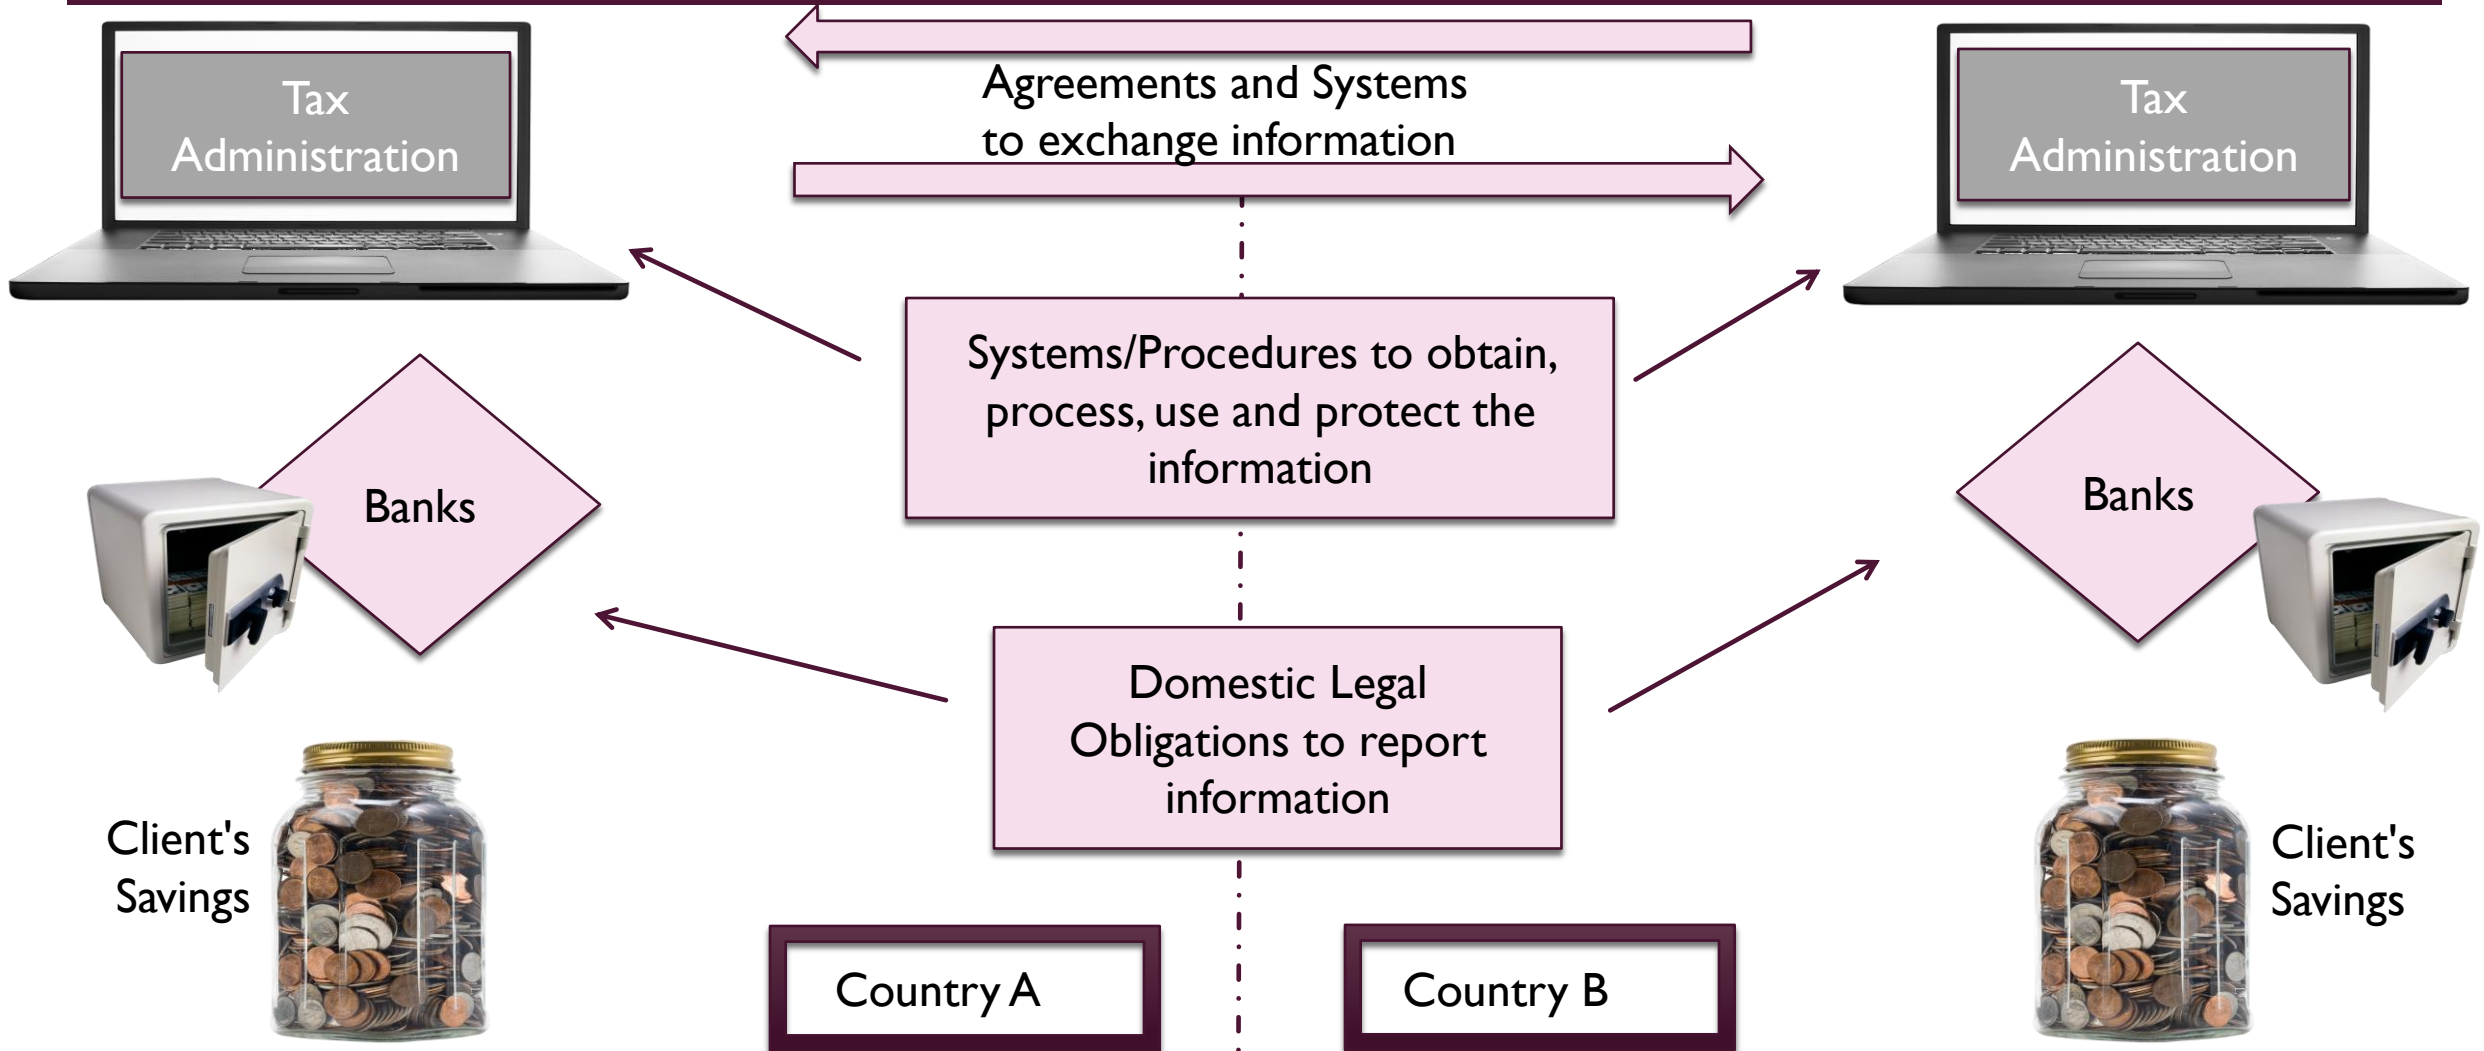 Tax
Administration
Agreements and Systems
to exchange information
Tax
Administration
Systems/Procedures to obtain,
process, use and protect the
information
Banks
Banks
Domestic Legal
Obligations to report
information
Client's
Savings
Client's
Savings
Country A
Country B